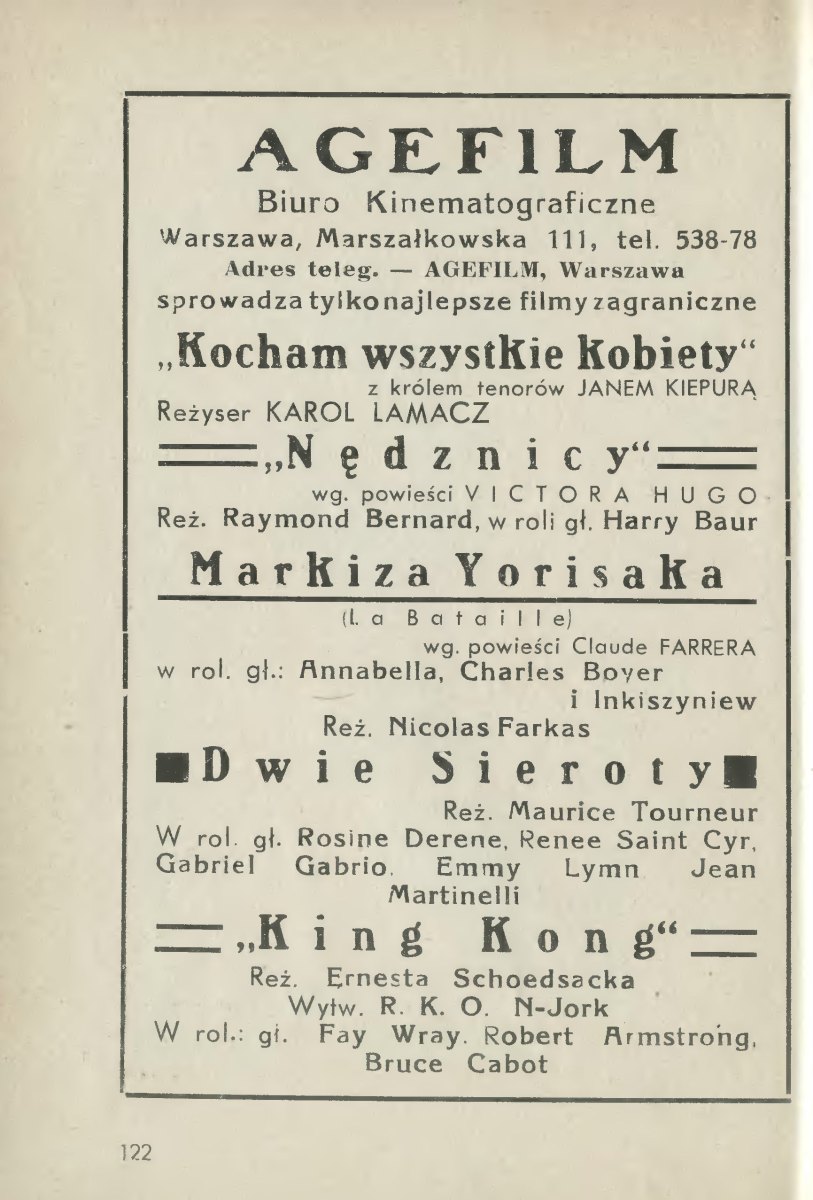 AGEFILM
Biuro Kinematograficzne
Warszawa, Marszałkowska 111, tel. 538-78
Adres teleg. — AGEFILM, Warszawa
sprowadza tylko najlepsze filmy zagraniczne
„Kocham wszystkie kobiety“
z królem tenorów JANEM KIEPURĄ
Reżyser KAROL LAMACZ
„Nędznicy“
wg. powieści VICTORA HUGO
Reż. Raymond Bernard, w roli gł. Harry Baur
Markiza Yorisaka
(La Bataille)
wg. powieści Claude FARRERA
w rol. gł.: Annabella, Charles Boyer
i Inkiszyniew
Reż. Nicolas Farkas
Dwie Sieroty
Reż. Maurice Tourneur
W rol. gł. Rosine Derene, Renee Saint Cyr,
Gabriel Gabrio. Emmy Lymn Jean
Martinelli
„King Kong“
Reż. Ernesta Schoedsacka
Wytw. R. K. O. N-Jork
W rol.: gł. Fay Wray. Robert Armstrong,
Bruce Cabot
122